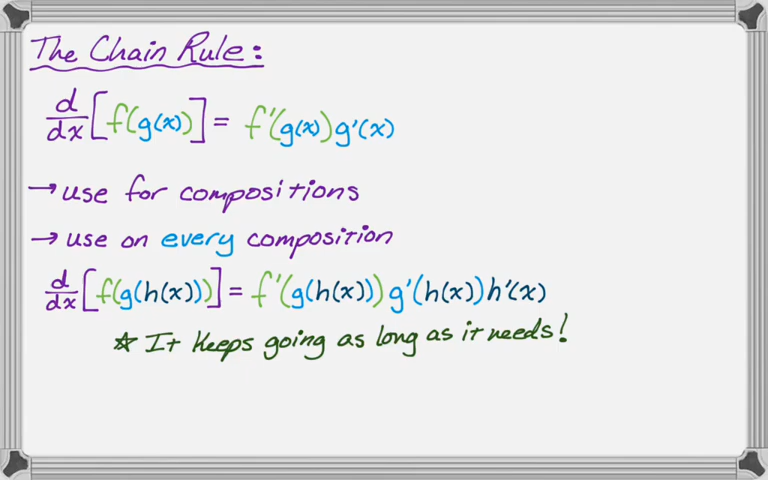 The Chain Rule:
d/dx [f(g(x))] = f'(g(x))g'(x)
→ use for compositions
→ use on every composition
d/dx [f(g(h(x)))] = f'(g(h(x)))g'(h(x))h'(x)
☆ It keeps going as long as it needs!